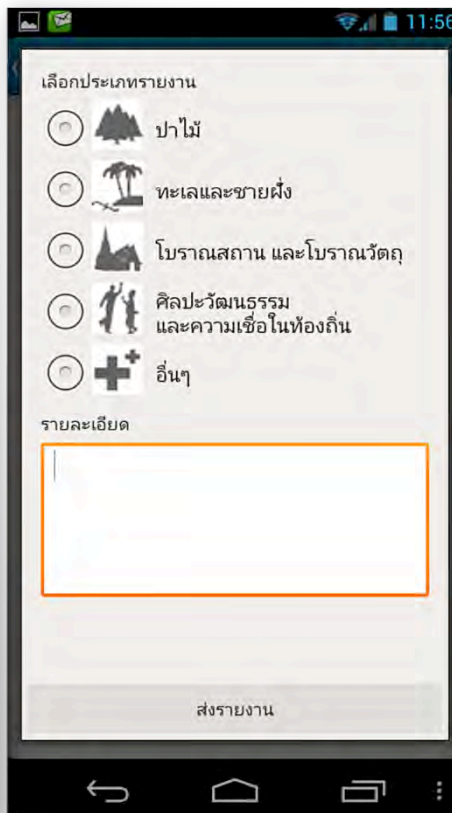 11:56
เลือกประเภทรายงาน
ป่าไม้
ทะเลและชายฝั่ง
โบราณสถาน และโบราณวัตถุ
ศิลปะวัฒนธรรม
และความเชื่อในท้องถิ่น
อื่นๆ
รายละเอียด
ส่งรายงาน